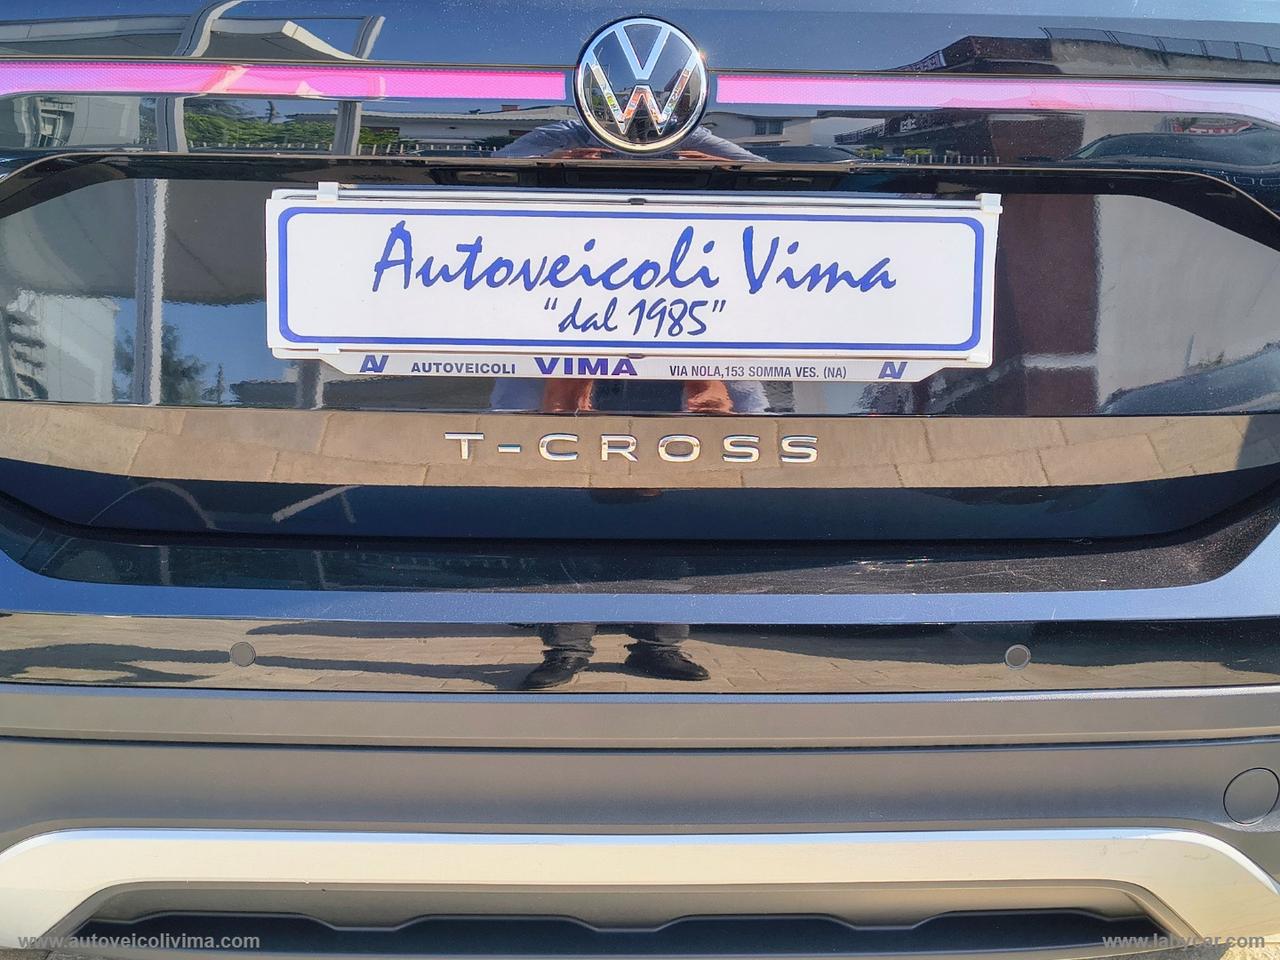 Autoveicoli Vima
“dal 1985”
AV AUTOVEICOLI VIMA VIA NOLA,153 SOMMA VES. (NA) AV
T-CROSS
www.autoveicolivima.com
www.labycar.com